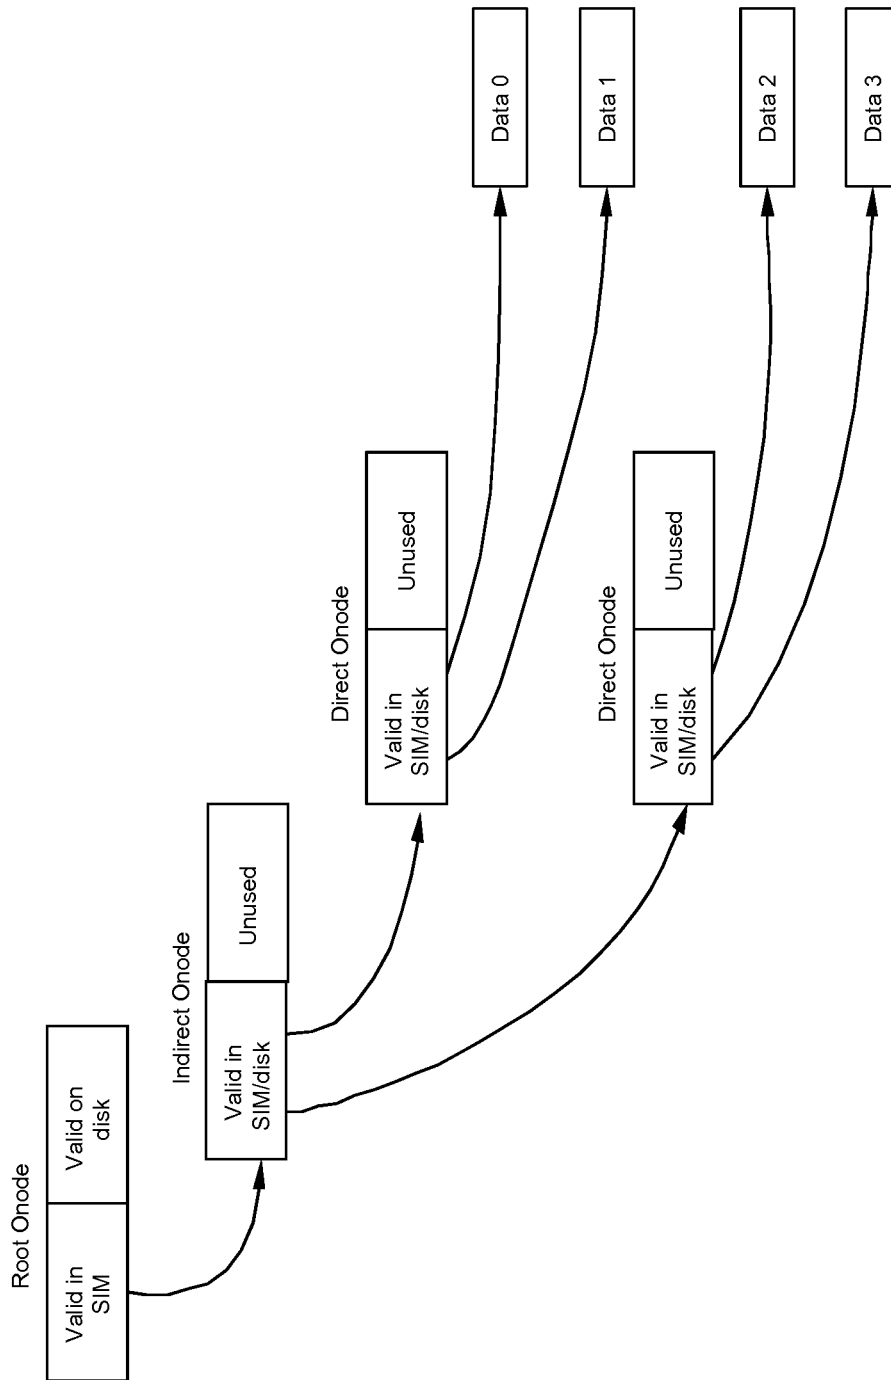 Root Onode
Valid in
SIM
Valid on
disk
Indirect Onode
Valid in
SIM/disk
Unused
Direct Onode
Valid in
SIM/disk
Unused
Data 0
Data 1
Direct Onode
Valid in
SIM/disk
Unused
Data 2
Data 3